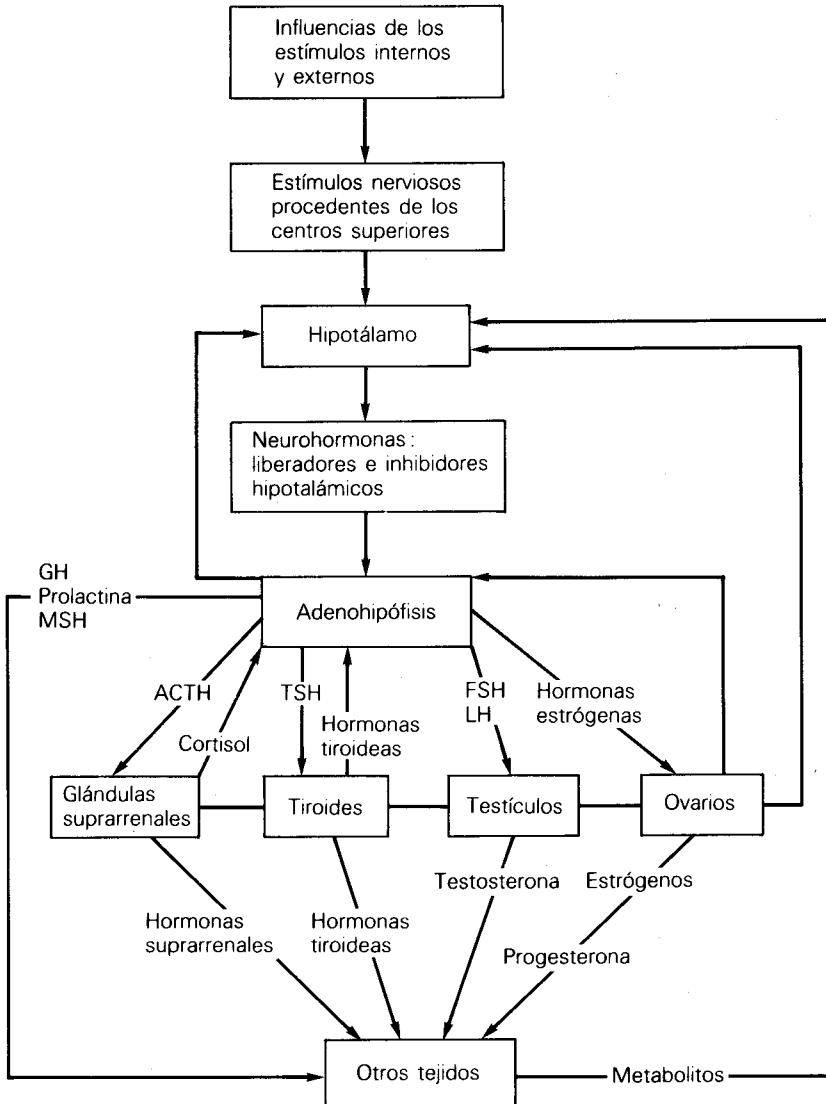 Influencias de los
estímulos internos
y externos
Estímulos nerviosos
procedentes de los
centros superiores
Hipotálamo
Neurohormonas:
liberadores e inhibidores
hipotalámicos
GH
Prolactina
MSH
Adenohipófisis
ACTH
TSH
FSH
LH
Hormonas
estrógenas
Cortisol
Hormonas
tiroideas
Glándulas
suprarrenales
Tiroides
Testículos
Ovarios
Hormonas
suprarrenales
Hormonas
tiroideas
Testosterona
Estrógenos
Progesterona
Otros tejidos
Metabolitos